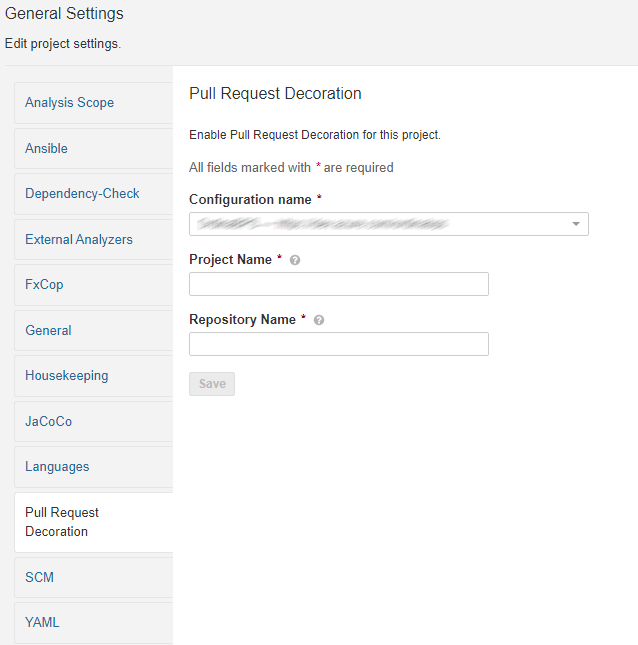 General Settings
Edit project settings.
Analysis Scope
Ansible
Dependency-Check
External Analyzers
FxCop
General
Housekeeping
JaCoCo
Languages
Pull Request
Decoration
SCM
YAML
Pull Request Decoration
Enable Pull Request Decoration for this project.
All fields marked with * are required
Configuration name *
Project Name * ?
Repository Name * ?
Save